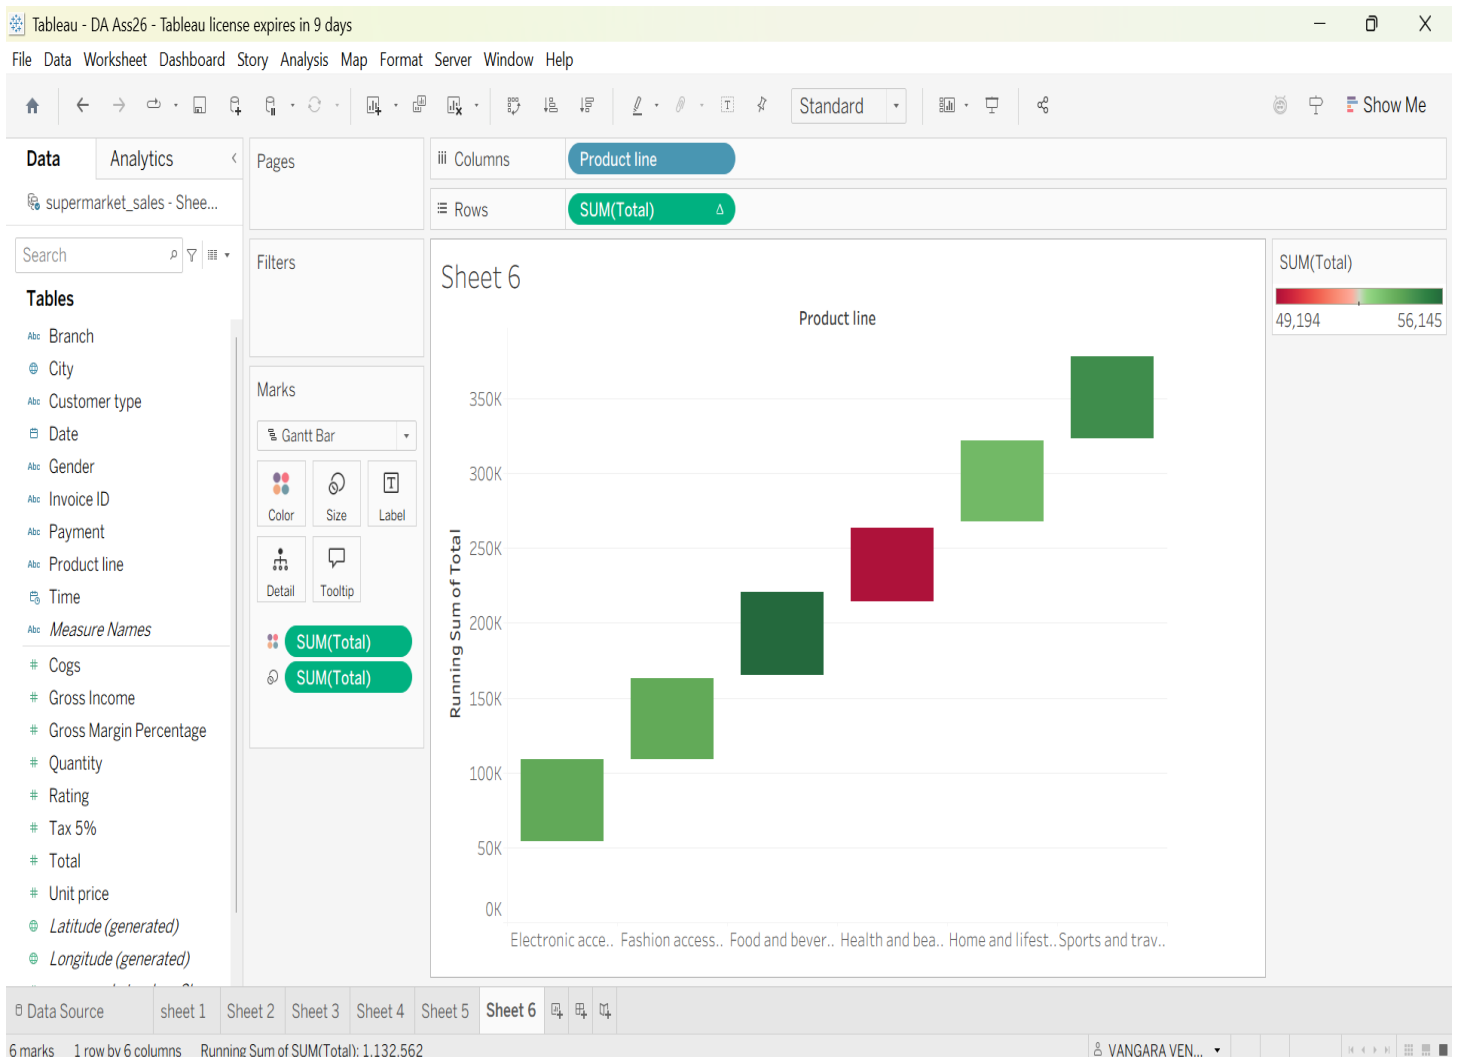 Tableau - DA Ass26 - Tableau license expires in 9 days
File Data Worksheet Dashboard Story Analysis Map Format Server Window Help
Standard
Show Me
Data Analytics
supermarket_sales - Shee...
Search
Tables
Abc Branch
City
Abc Customer type
Date
Abc Gender
Abc Invoice ID
Abc Payment
Abc Product line
Time
Abc Measure Names
# Cogs
# Gross Income
# Gross Margin Percentage
# Quantity
# Rating
# Tax 5%
# Total
# Unit price
Latitude (generated)
Longitude (generated)
Pages
Filters
Marks
Gantt Bar
Color Size Label
Detail Tooltip
SUM(Total)
SUM(Total)
Columns Product line
Rows SUM(Total) Δ
Sheet 6
Product line
Running Sum of Total
350K
300K
250K
200K
150K
100K
50K
0K
Electronic acce.. Fashion access.. Food and bever.. Health and bea.. Home and lifest.. Sports and trav..
SUM(Total)
49,194 56,145
Data Source sheet 1 Sheet 2 Sheet 3 Sheet 4 Sheet 5 Sheet 6
6 marks 1 row by 6 columns Running Sum of SUM(Total): 1,132,562
VANGARA VEN...